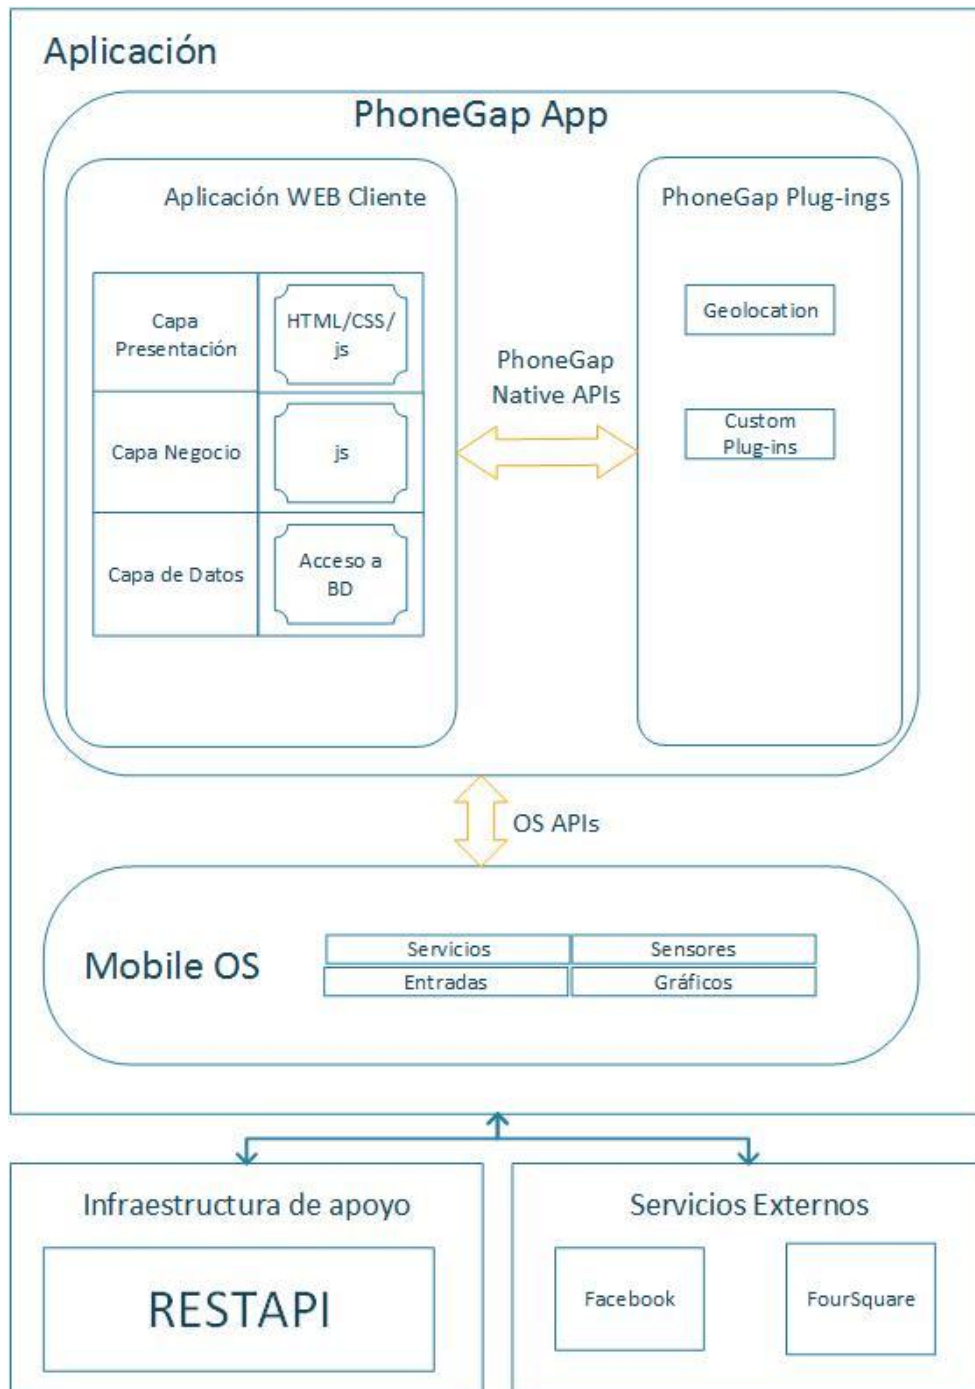 Aplicación
PhoneGap App
Aplicación WEB Cliente
Capa
Presentación
HTML/CSS/
js
Capa Negocio
js
Capa de Datos
Acceso a
BD
PhoneGap
Native APIs
PhoneGap Plug-ings
Geolocation
Custom
Plug-ins
OS APIs
Mobile OS
Servicios
Sensores
Entradas
Gráficos
Infraestructura de apoyo
RESTAPI
Servicios Externos
Facebook
FourSquare